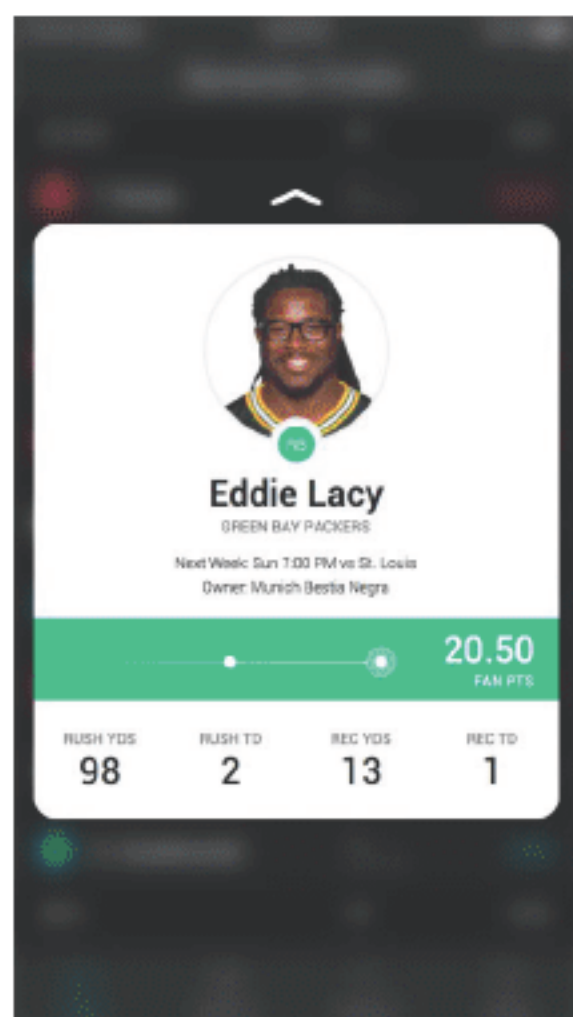 RB
Eddie Lacy
GREEN BAY PACKERS
Next Week: Sun 7:00 PM vs St. Louis
Owner: Munich Bestia Negra
20.50
FAN PTS
RUSH YDS RUSH TD REC YDS REC TD
98 2 13 1